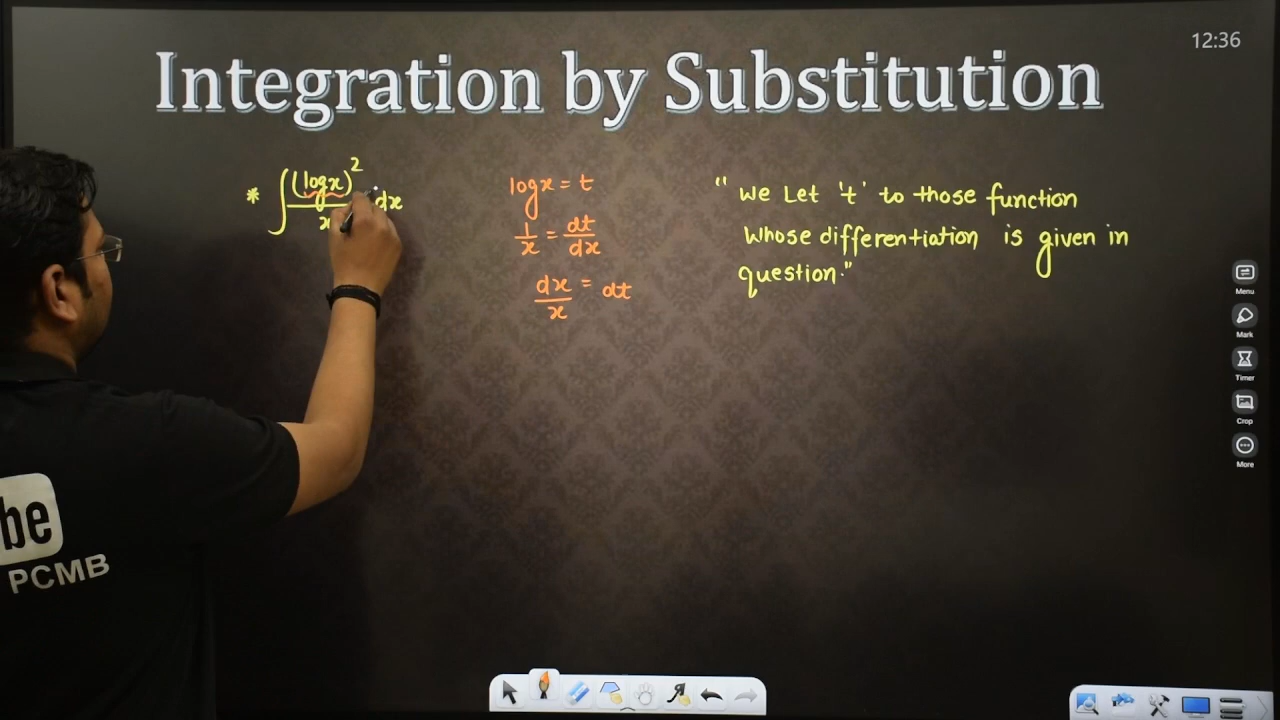 12:36
Integration by Substitution
* ∫ (logx)² / x dx
logx = t
1/x = dt/dx
dx/x = dt
" We Let 't' to those function
whose differentiation is given in
question."
Menu
Mark
Timer
Crop
More
be
PCMB